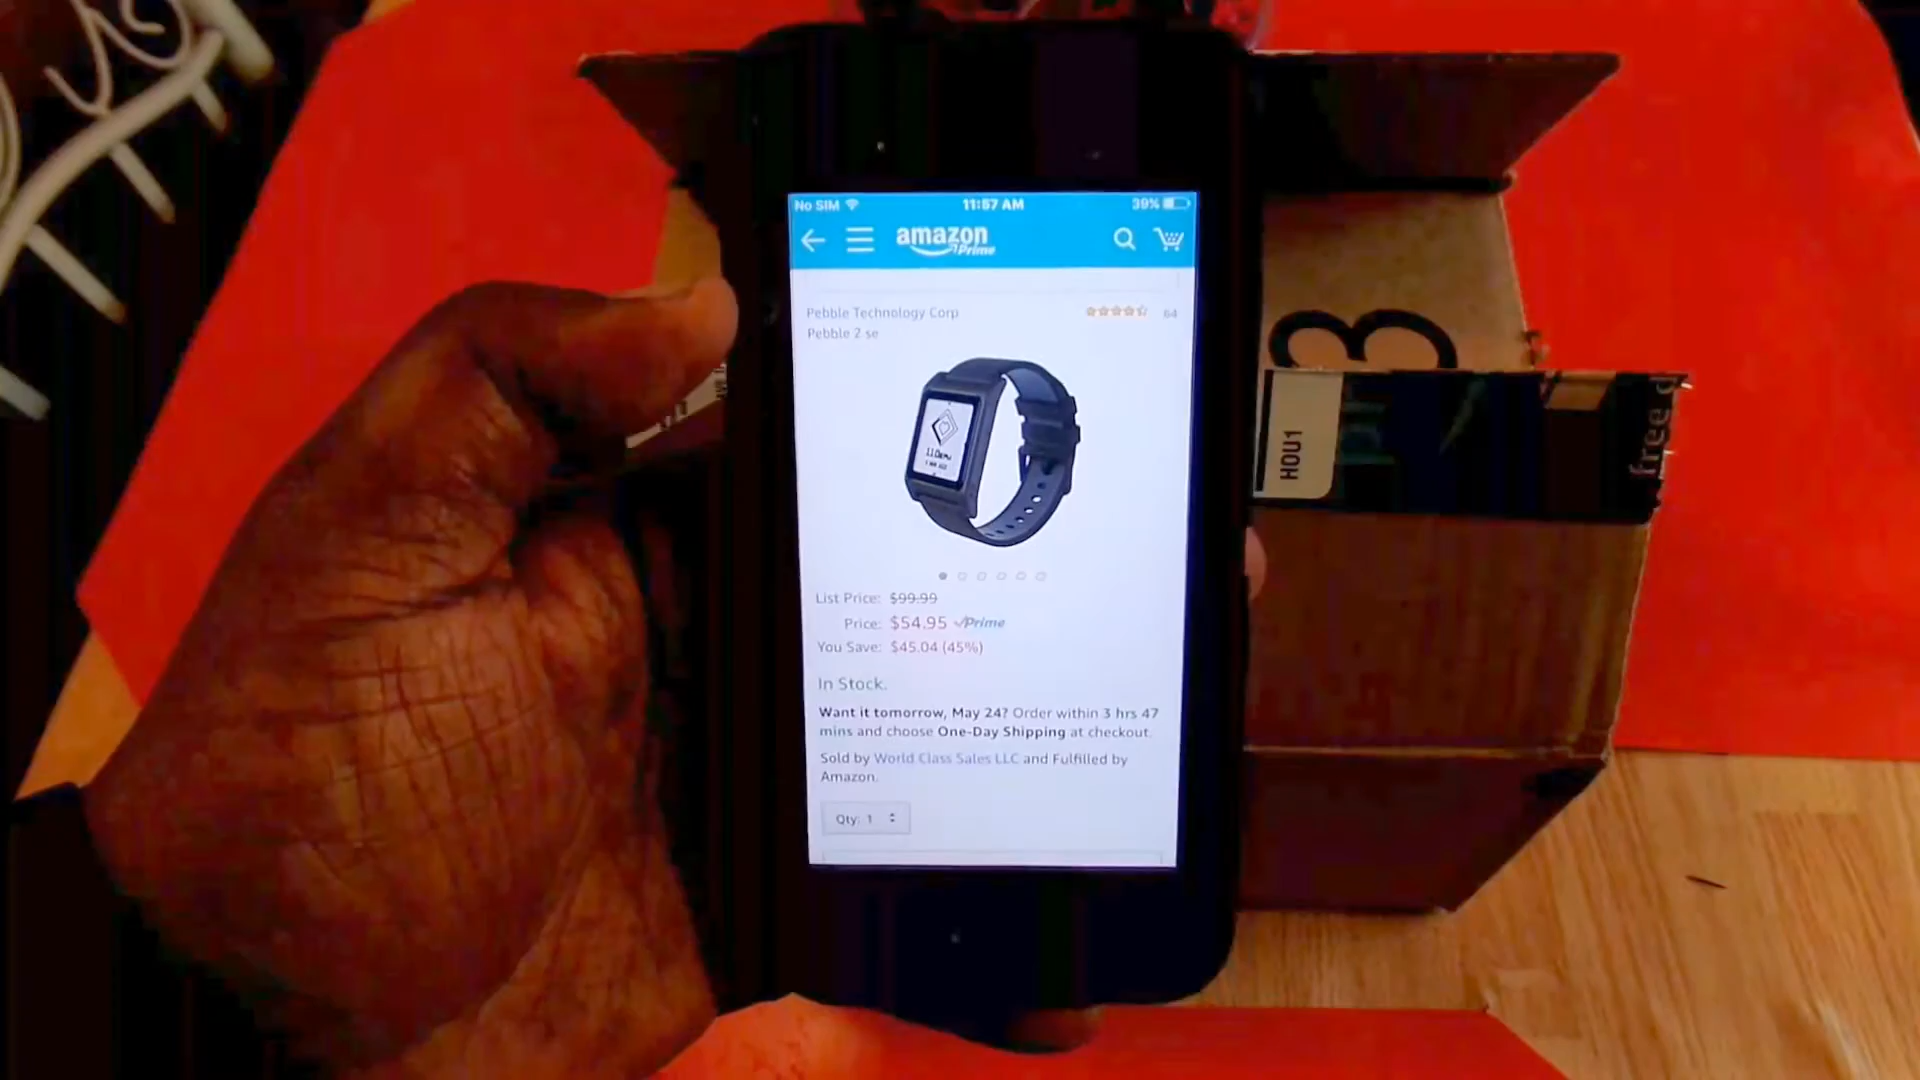 No SIM 11:57 AM 39%
amazon
Prime
Pebble Technology Corp 64
Pebble 2 se
List Price: $99.99
Price: $54.95 Prime
You Save: $45.04 (45%)
In Stock.
Want it tomorrow, May 24? Order within 3 hrs 47
mins and choose One-Day Shipping at checkout.
Sold by World Class Sales LLC and Fulfilled by
Amazon.
Qty: 1
HOU1
free